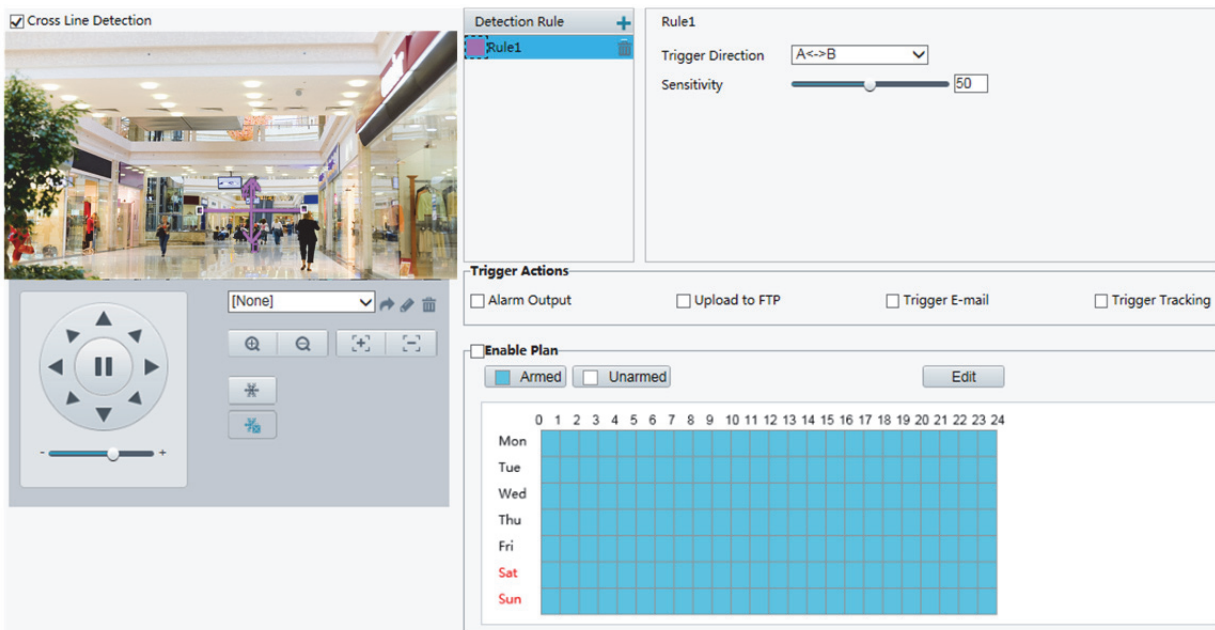 Cross Line Detection
Detection Rule
Rule1
Rule1
Trigger Direction A<->B
Sensitivity 50
[None]
- +
Trigger Actions
Alarm Output Upload to FTP Trigger E-mail Trigger Tracking
Enable Plan
Armed Unarmed Edit
0 1 2 3 4 5 6 7 8 9 10 11 12 13 14 15 16 17 18 19 20 21 22 23 24
Mon
Tue
Wed
Thu
Fri
Sat
Sun